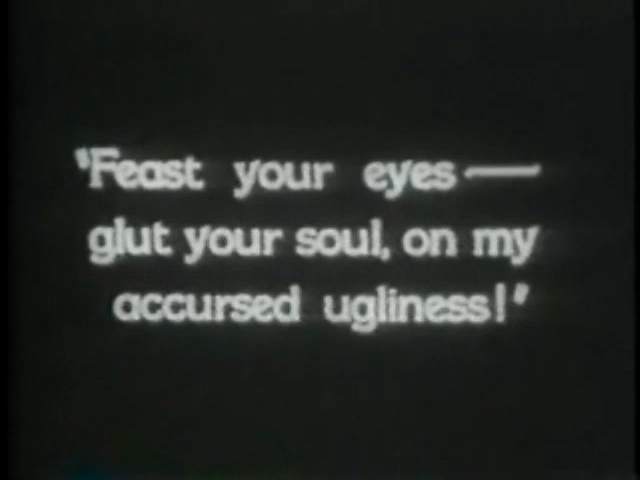 "Feast your eyes—
glut your soul, on my
accursed ugliness!"